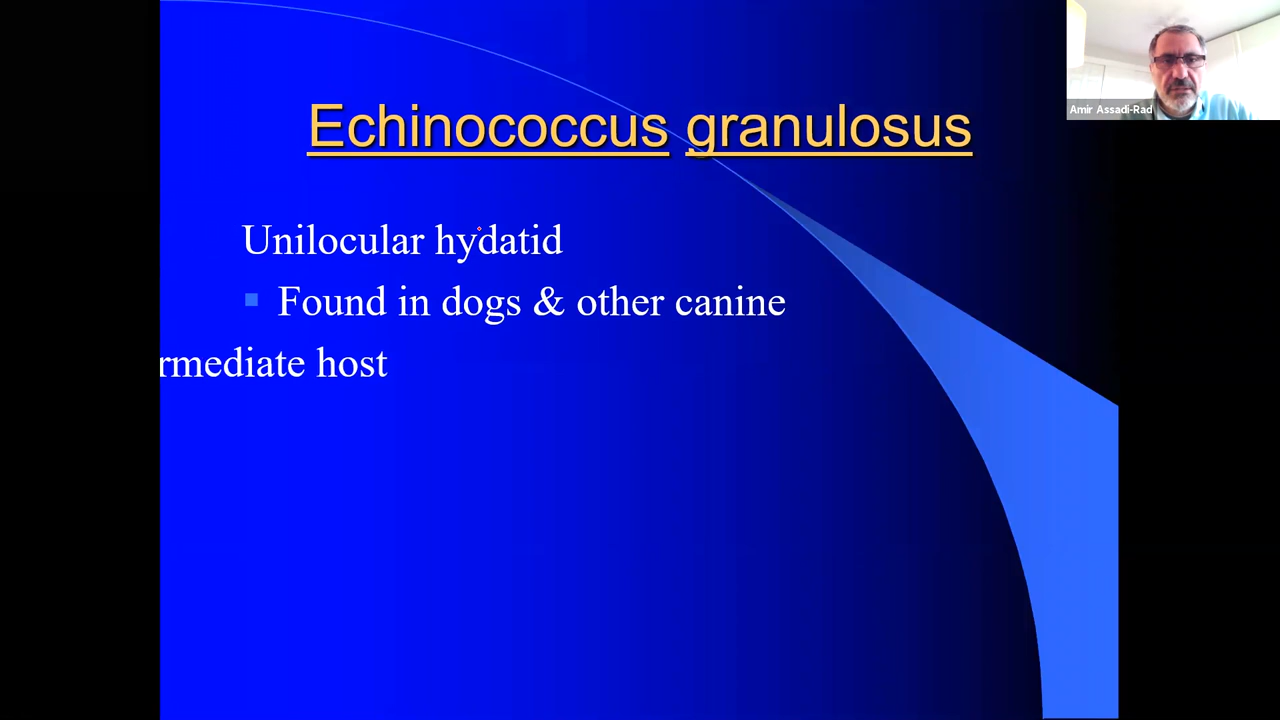 Echinococcus granulosus
Unilocular hydatid
Found in dogs & other canine
rmediate host
Amir Assadi-Rad